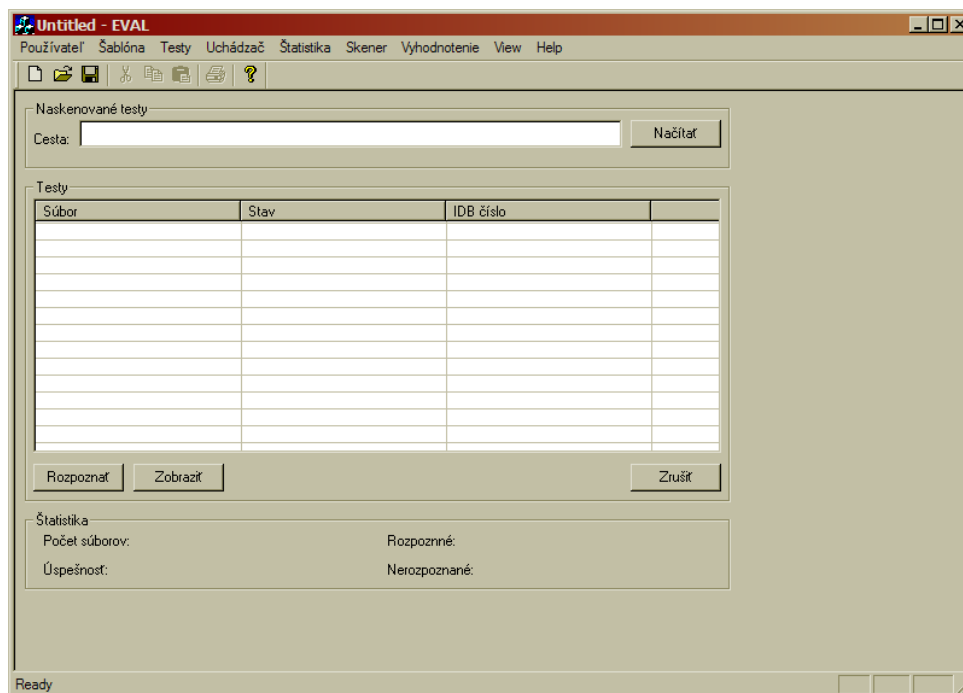 Untitled - EVAL
Používateľ Šablóna Testy Uchádzač Štatistika Skener Vyhodnotenie View Help
Naskenované testy
Cesta: Načítať
Testy
Súbor Stav IDB číslo
Rozpoznať Zobraziť Zrušiť
Štatistika
Počet súborov: Rozpoznné:
Úspešnosť: Nerozpoznané:
Ready